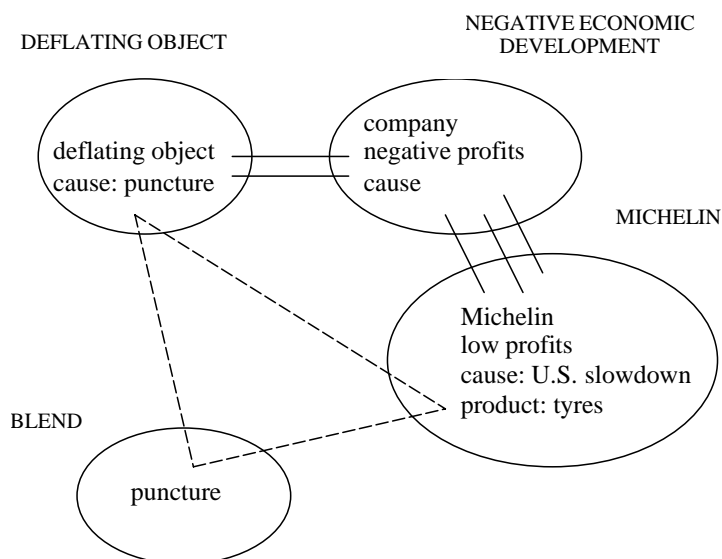 DEFLATING OBJECT
NEGATIVE ECONOMIC
DEVELOPMENT
deflating object
cause: puncture
company
negative profits
cause
MICHELIN
Michelin
low profits
cause: U.S. slowdown
product: tyres
BLEND
puncture